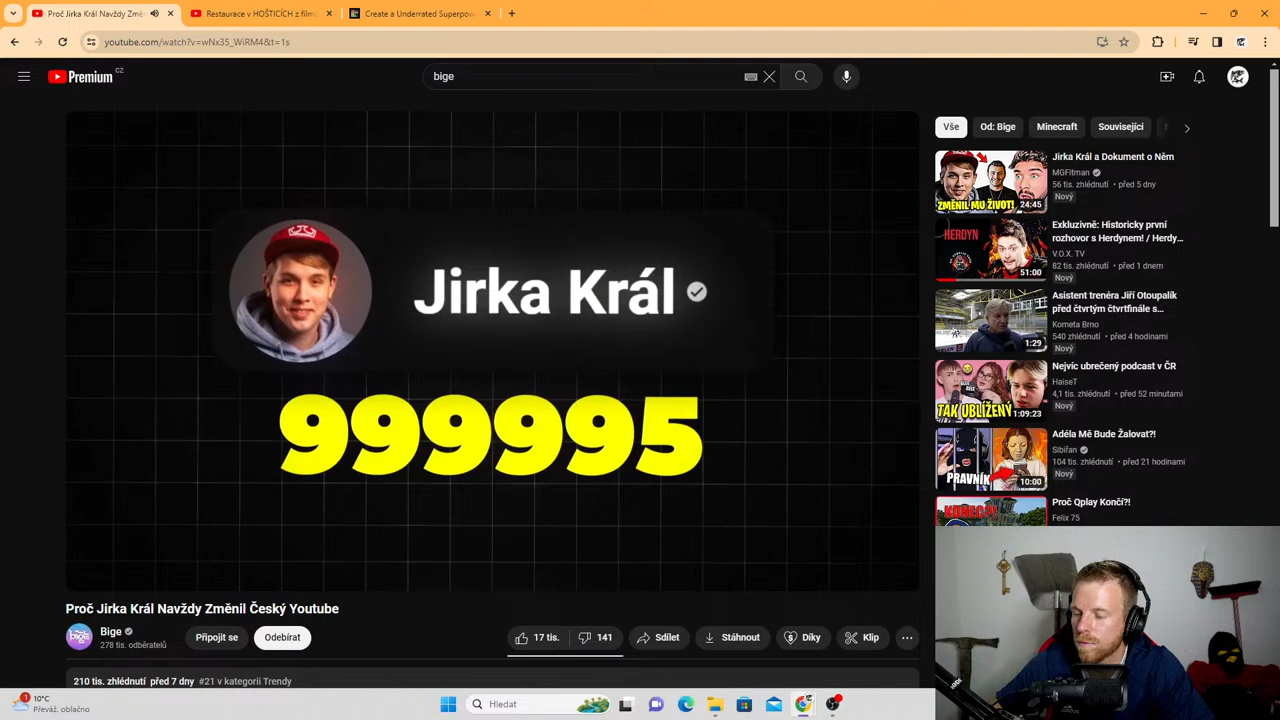 Proč Jirka Král Navždy Změn
Restaurace v HOŠTICÍCH z film
Create a Underrated Superpow
youtube.com/watch?v=wNx35_WiRM4&t=1s
Premium CZ
bige
Jirka Král
999995
Proč Jirka Král Navždy Změnil Český Youtube
Bige
278 tis. odběratelů
Připojit se
Odebírat
17 tis.
141
Sdílet
Stáhnout
Díky
Klip
210 tis. zhlédnutí před 7 dny #21 v kategorii Trendy
Vše
Od: Bige
Minecraft
Související
ZMĚNIL MU ŽIVOT!
24:45
Jirka Král a Dokument o Něm
MGFitman
56 tis. zhlédnutí • před 5 dny
Nový
HERDYN
51:00
Exkluzivně: Historicky první
rozhovor s Herdynem! / Herdy...
V.O.X. TV
82 tis. zhlédnutí • před 1 dnem
Nový
1:29
Asistent trenéra Jiří Otoupalík
před čtvrtým čtvrtfinále s...
Kometa Brno
540 zhlédnutí • před 4 hodinami
Nový
TAK UBLÍŽENÝ
1:09:23
Nejvíc ubrečený podcast v ČR
HaiseT
4,1 tis. zhlédnutí • před 52 minutami
Nový
PRAVNÍK
10:00
Adéla Mě Bude Žalovat?!
Sibiřan
104 tis. zhlédnutí • před 21 hodinami
Nový
KONEC?!
Proč Qplay Končí?!
Felix 75
1
10°C
Převáž. oblačno
Hledat